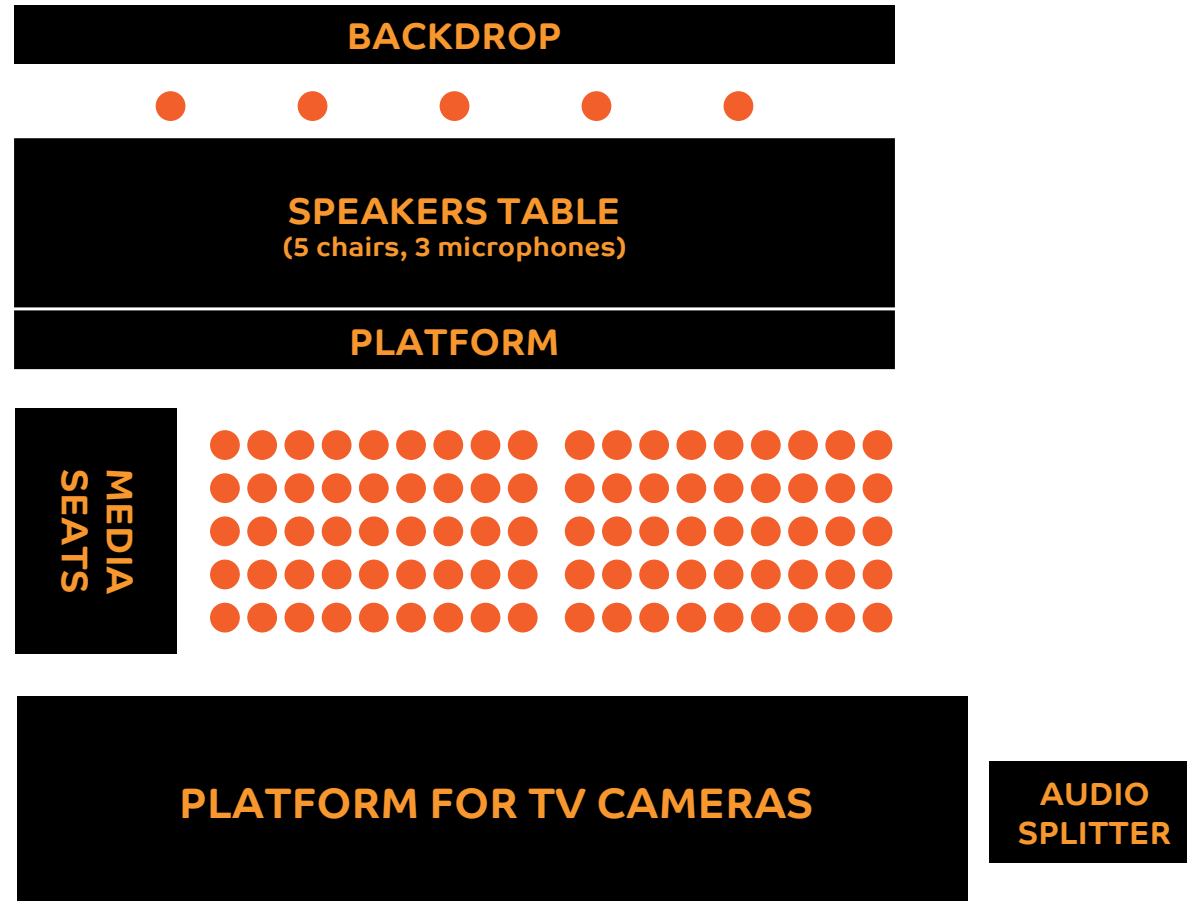 BACKDROP
SPEAKERS TABLE
(5 chairs, 3 microphones)
PLATFORM
MEDIA
SEATS
PLATFORM FOR TV CAMERAS
AUDIO
SPLITTER